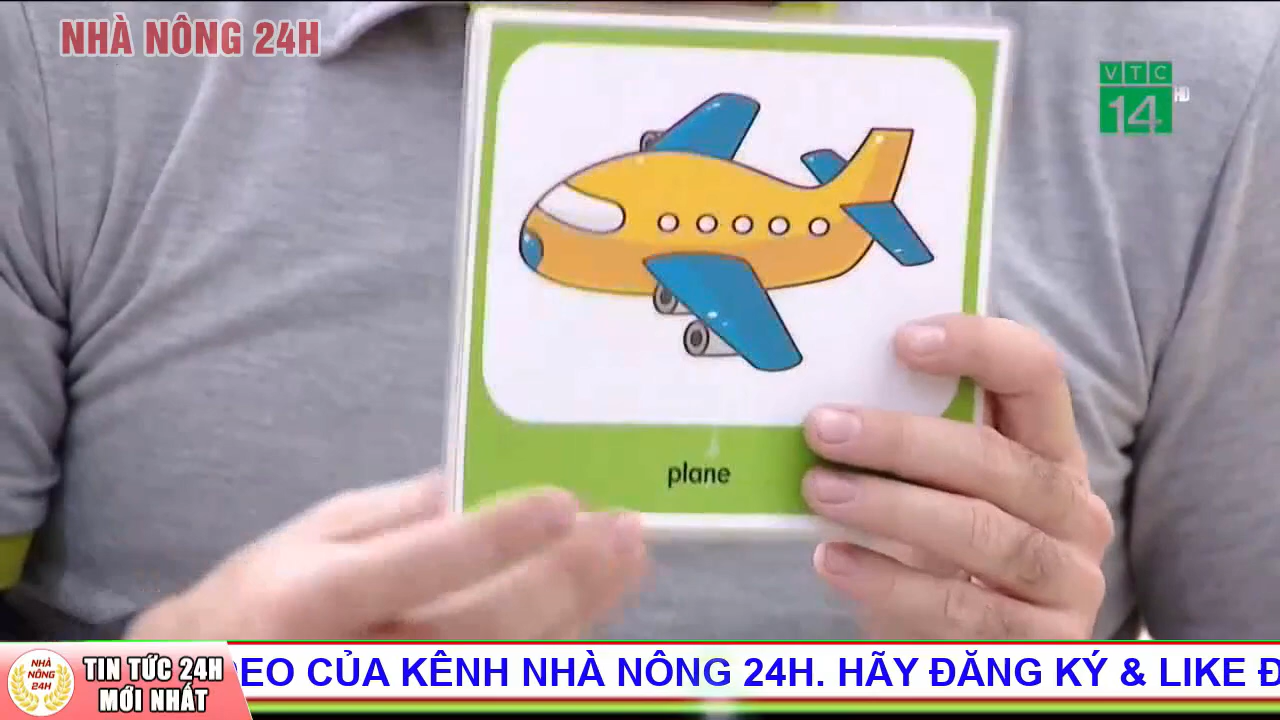 NHÀ NÔNG 24H
VTC
14
HD
plane
NHÀ
NÔNG
24H
TIN TỨC 24H
MỚI NHẤT
DEO CỦA KÊNH NHÀ NÔNG 24H. HÃY ĐĂNG KÝ & LIKE Đ